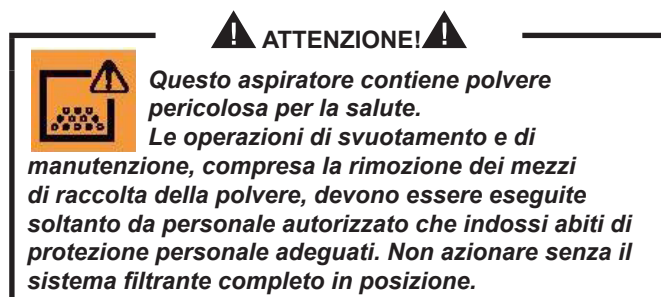 ATTENZIONE!
Questo aspiratore contiene polvere
pericolosa per la salute.
Le operazioni di svuotamento e di
manutenzione, compresa la rimozione dei mezzi
di raccolta della polvere, devono essere eseguite
soltanto da personale autorizzato che indossi abiti di
protezione personale adeguati. Non azionare senza il
sistema filtrante completo in posizione.